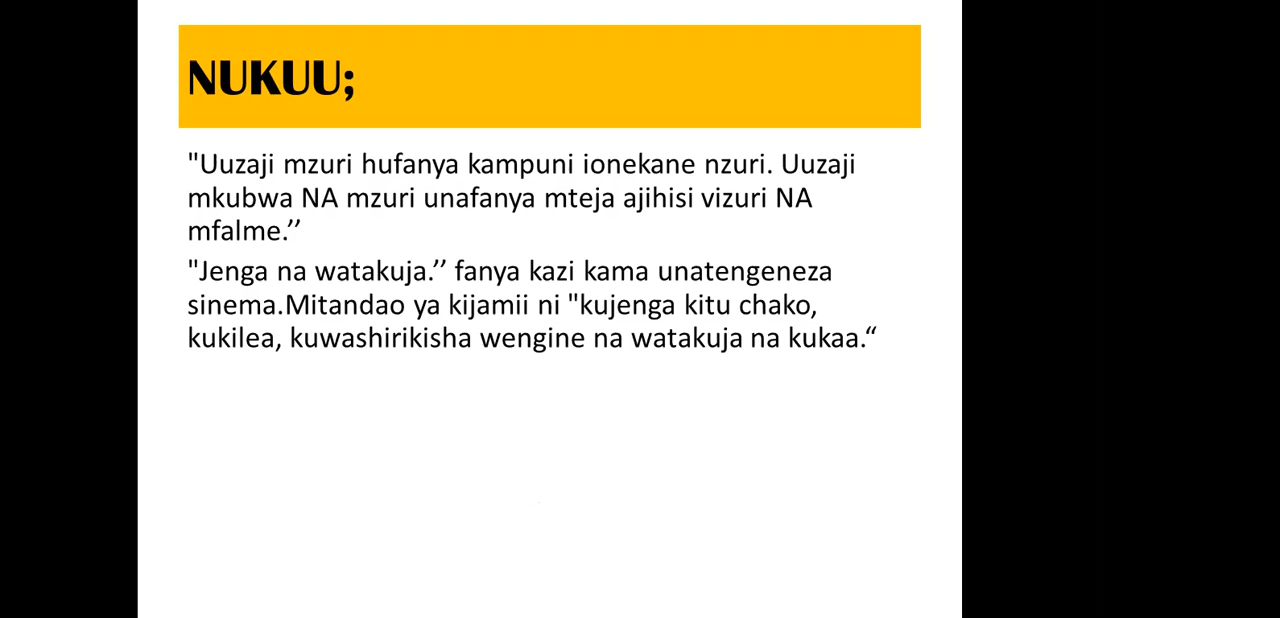 NUKUU;
"Uuzaji mzuri hufanya kampuni ionekane nzuri. Uuzaji
mkubwa NA mzuri unafanya mteja ajihisi vizuri NA
mfalme.’’
"Jenga na watakuja.’’ fanya kazi kama unatengeneza
sinema.Mitandao ya kijamii ni "kujenga kitu chako,
kukilea, kuwashirikisha wengine na watakuja na kukaa.“